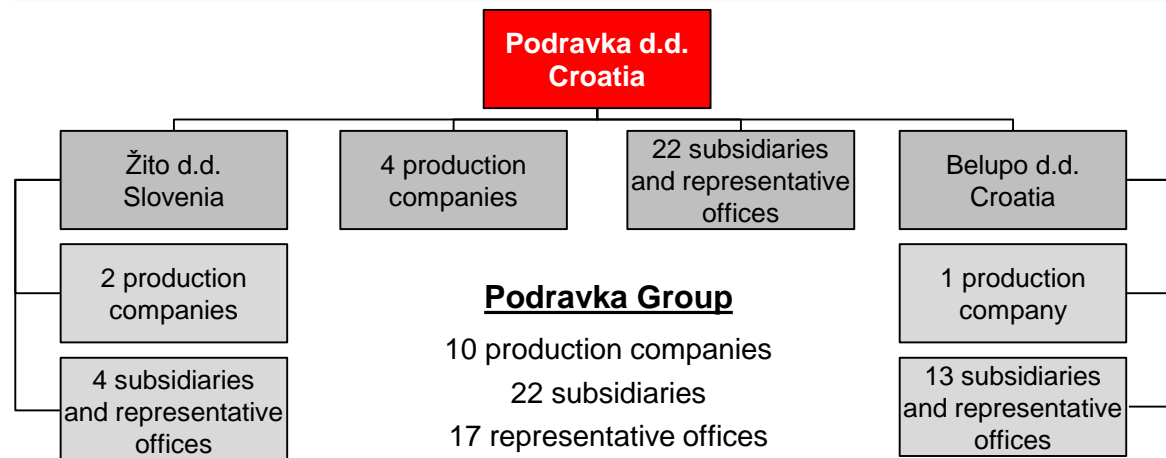 Podravka d.d.
Croatia
Žito d.d.
Slovenia
4 production
companies
22 subsidiaries
and representative
offices
Belupo d.d.
Croatia
2 production
companies
1 production
company
4 subsidiaries
and representative
offices
13 subsidiaries
and representative
offices
Podravka Group
10 production companies
22 subsidiaries
17 representative offices